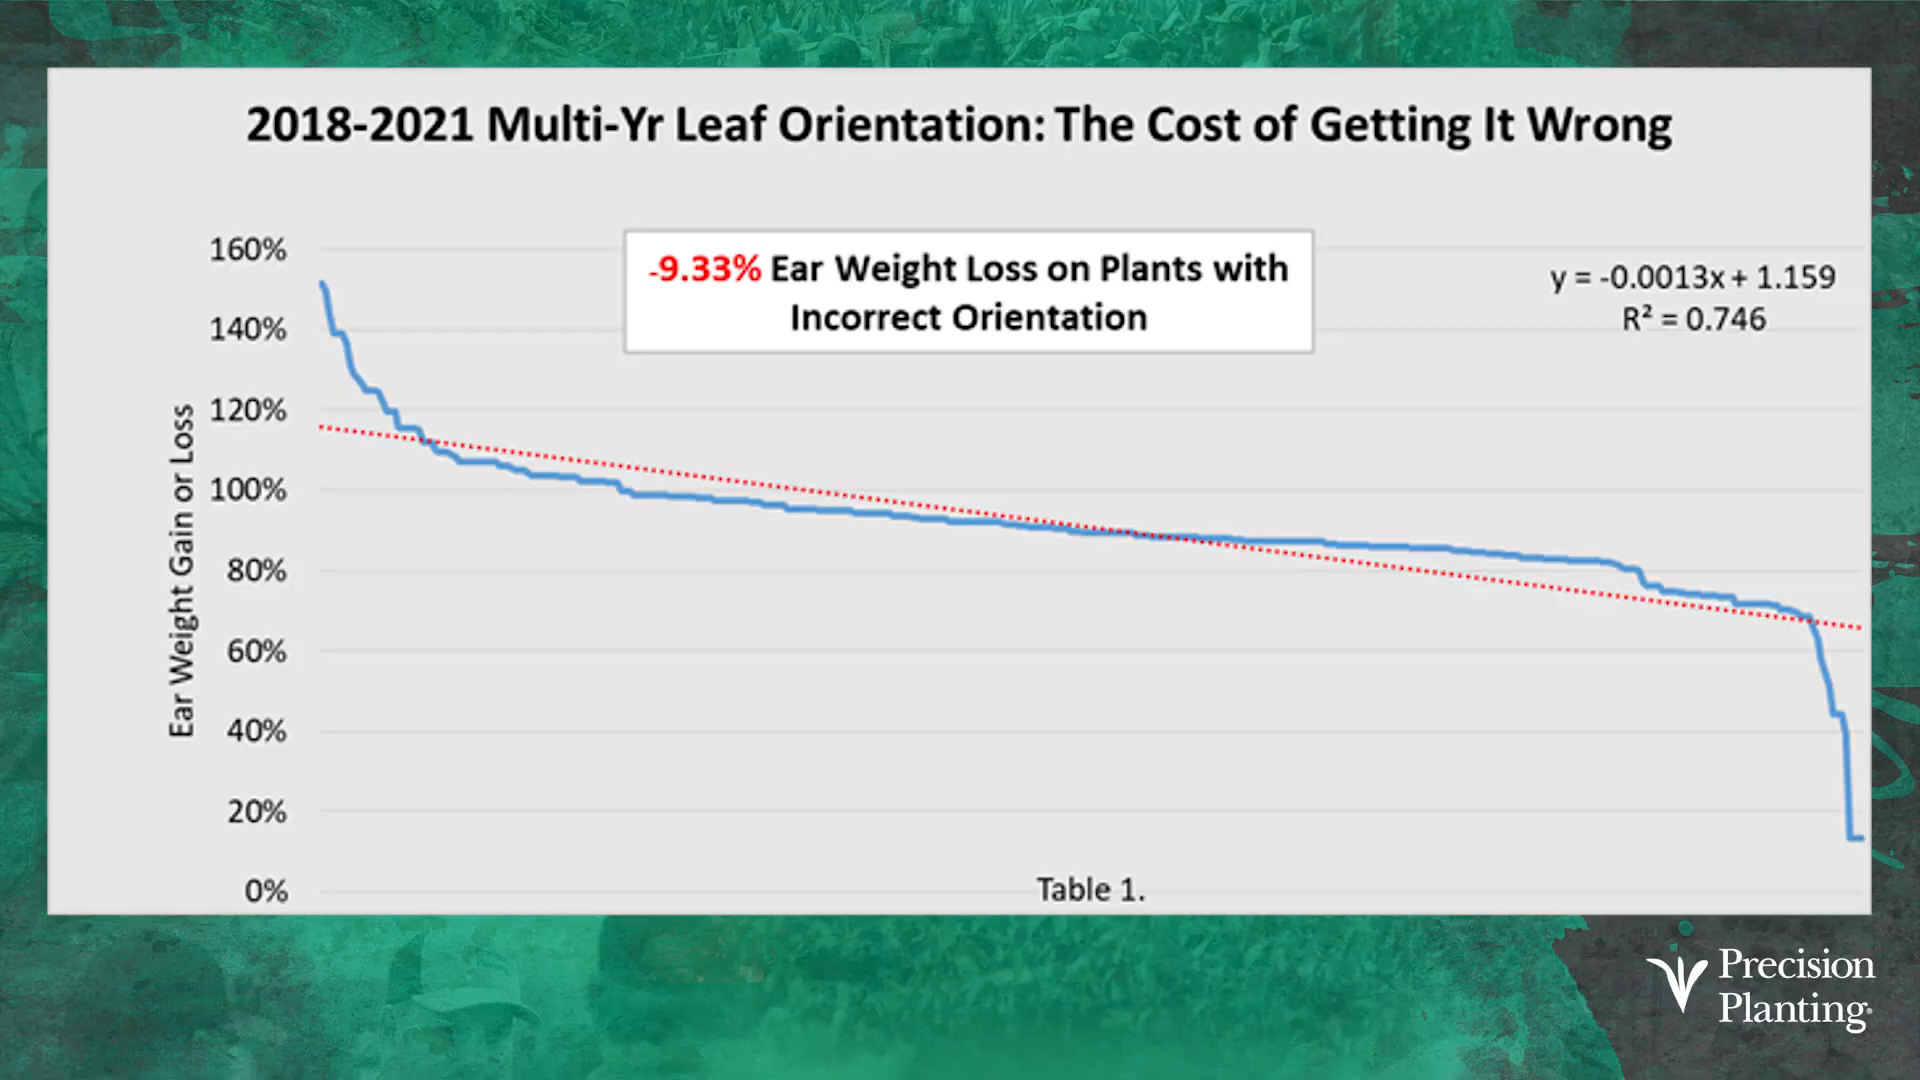 2018-2021 Multi-Yr Leaf Orientation: The Cost of Getting It Wrong
-9.33% Ear Weight Loss on Plants with
Incorrect Orientation
y = -0.0013x + 1.159
R² = 0.746
Ear Weight Gain or Loss
160%
140%
120%
100%
80%
60%
40%
20%
0%
Table 1.
Precision
Planting®